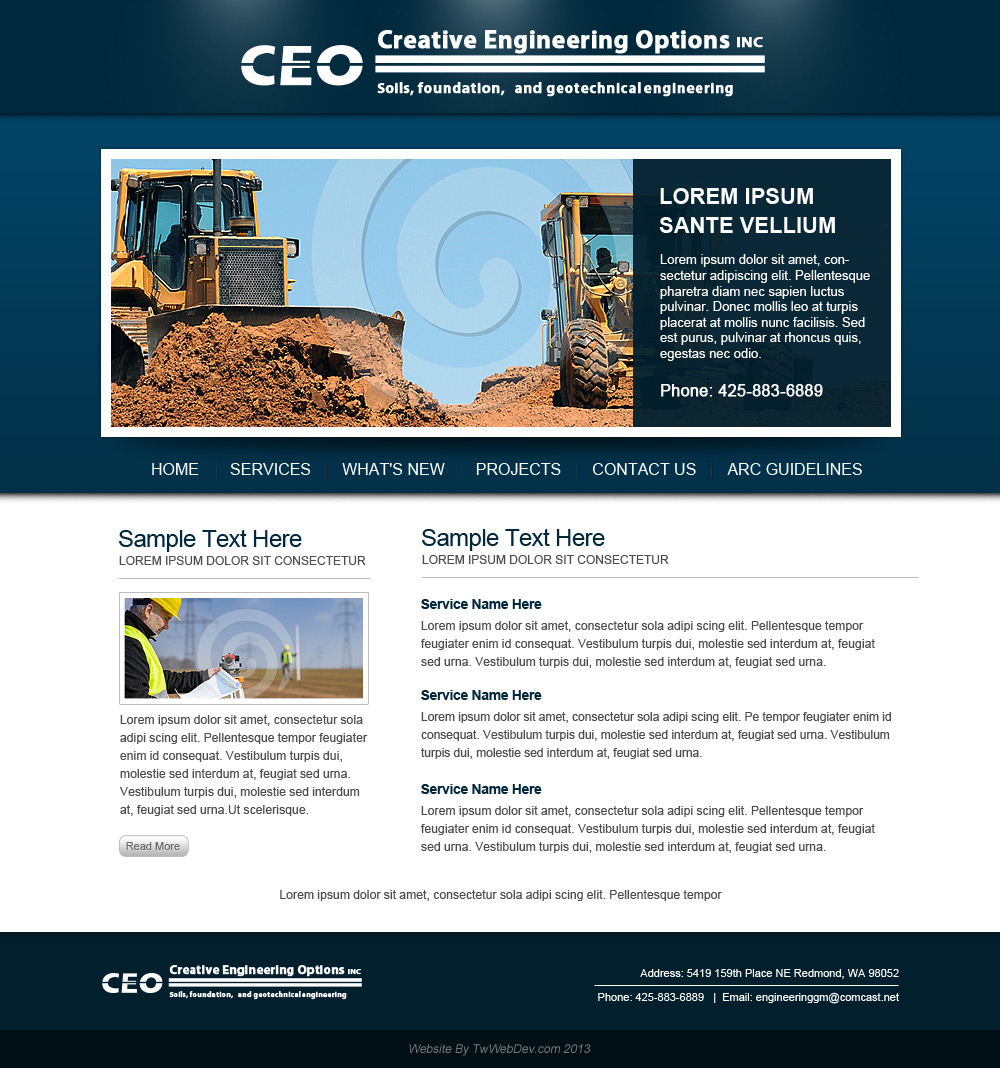 CEO
Creative Engineering Options INC
Soils, foundation, and geotechnical engineering
LOREM IPSUM
SANTE VELLIUM
Lorem ipsum dolor sit amet, con-
sectetur adipiscing elit. Pellentesque
pharetra diam nec sapien luctus
pulvinar. Donec mollis leo at turpis
placerat at mollis nunc facilisis. Sed
est purus, pulvinar at rhoncus quis,
egestas nec odio.
Phone: 425-883-6889
HOME SERVICES WHAT'S NEW PROJECTS CONTACT US ARC GUIDELINES
Sample Text Here
LOREM IPSUM DOLOR SIT CONSECTETUR
Lorem ipsum dolor sit amet, consectetur sola
adipi scing elit. Pellentesque tempor feugiater
enim id consequat. Vestibulum turpis dui,
molestie sed interdum at, feugiat sed urna.
Vestibulum turpis dui, molestie sed interdum
at, feugiat sed urna.Ut scelerisque.
Read More
Sample Text Here
LOREM IPSUM DOLOR SIT CONSECTETUR
Service Name Here
Lorem ipsum dolor sit amet, consectetur sola adipi scing elit. Pellentesque tempor
feugiater enim id consequat. Vestibulum turpis dui, molestie sed interdum at, feugiat
sed urna. Vestibulum turpis dui, molestie sed interdum at, feugiat sed urna.
Service Name Here
Lorem ipsum dolor sit amet, consectetur sola adipi scing elit. Pe tempor feugiater enim id
consequat. Vestibulum turpis dui, molestie sed interdum at, feugiat sed urna. Vestibulum
turpis dui, molestie sed interdum at, feugiat sed urna.
Service Name Here
Lorem ipsum dolor sit amet, consectetur sola adipi scing elit. Pellentesque tempor
feugiater enim id consequat. Vestibulum turpis dui, molestie sed interdum at, feugiat
sed urna. Vestibulum turpis dui, molestie sed interdum at, feugiat sed urna.
Lorem ipsum dolor sit amet, consectetur sola adipi scing elit. Pellentesque tempor
CEO
Creative Engineering Options INC
Soils, foundation, and geotechnical engineering
Address: 5419 159th Place NE Redmond, WA 98052
Phone: 425-883-6889 | Email: engineeringgm@comcast.net
Website By TwWebDev.com 2013